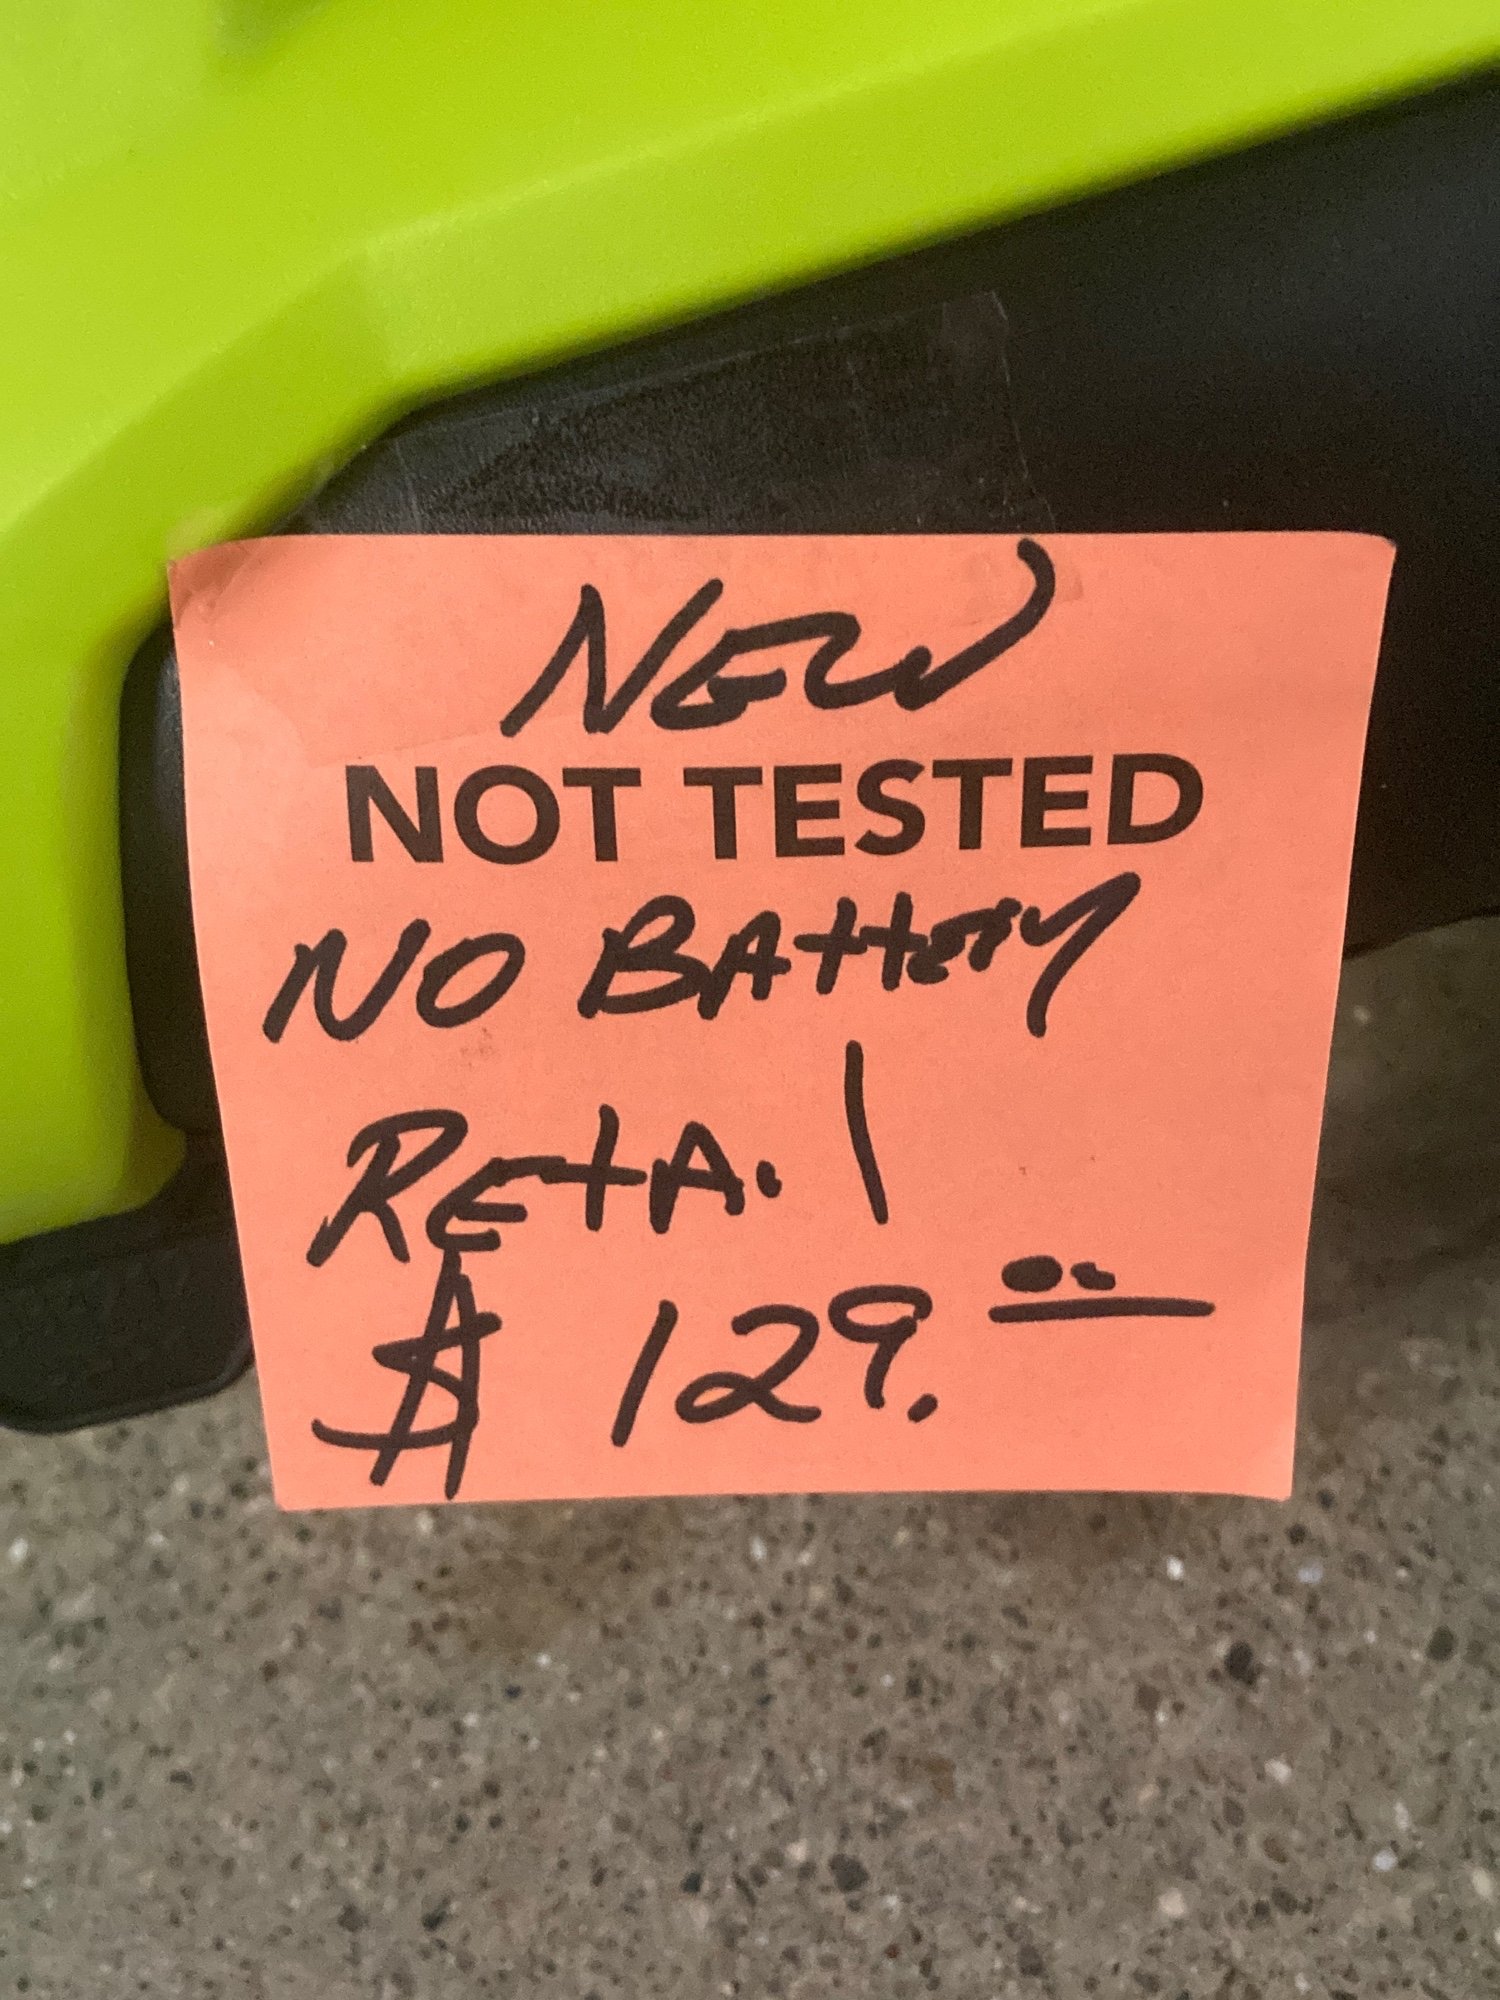 NEW
NOT TESTED
NO BAttERY
REtAil
$ 129.00